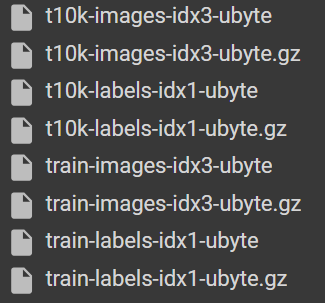 t10k-images-idx3-ubyte
t10k-images-idx3-ubyte.gz
t10k-labels-idx1-ubyte
t10k-labels-idx1-ubyte.gz
train-images-idx3-ubyte
train-images-idx3-ubyte.gz
train-labels-idx1-ubyte
train-labels-idx1-ubyte.gz